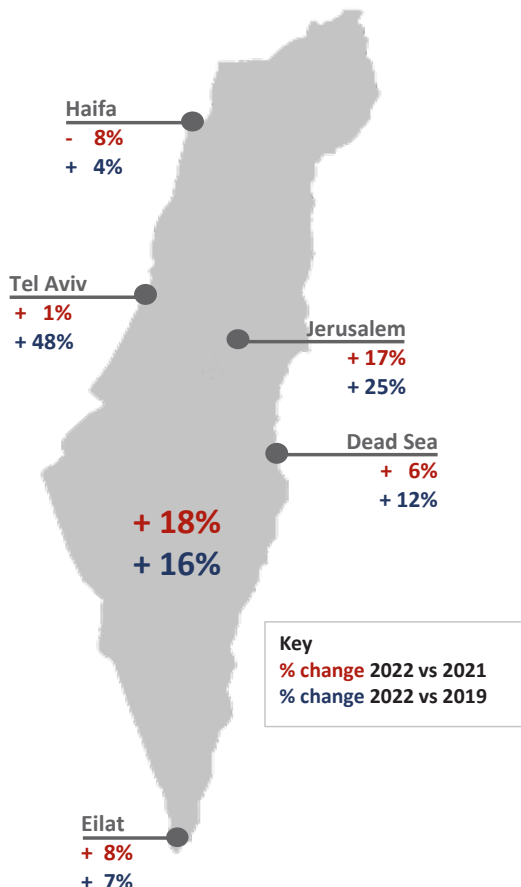 Haifa
- 8%
+ 4%
Tel Aviv
+ 1%
+ 48%
Jerusalem
+ 17%
+ 25%
Dead Sea
+ 6%
+ 12%
+ 18%
+ 16%
Key
% change 2022 vs 2021
% change 2022 vs 2019
Eilat
+ 8%
+ 7%